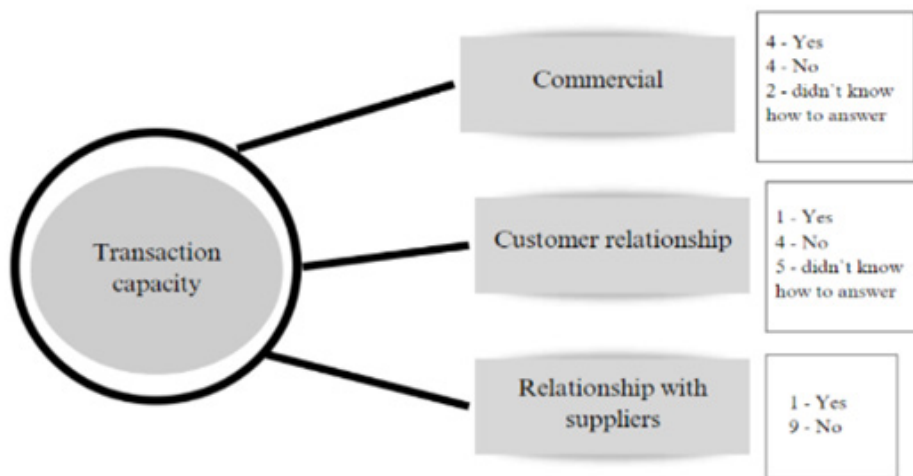 Transaction
capacity
Commercial
4 - Yes
4 - No
2 - didn`t know
how to answer
Customer relationship
1 - Yes
4 - No
5 - didn`t know
how to answer
Relationship with
suppliers
1 - Yes
9 - No